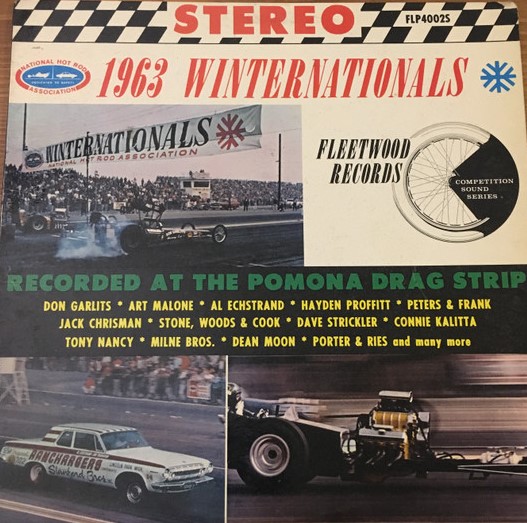 STEREO
FLP4002S
NATIONAL HOT ROD
ASSOCIATION
1963 WINTERNATIONALS
WINTERNATIONALS
NATIONAL HOT ROD ASSOCIATION
FLEETWOOD
RECORDS
COMPETITION
SOUND
SERIES
RECORDED AT THE POMONA DRAG STRIP
DON GARLITS * ART MALONE * AL ECHSTRAND * HAYDEN PROFFITT * PETERS & FRANK
JACK CHRISMAN * STONE, WOODS & COOK * DAVE STRICKLER * CONNIE KALITTA
TONY NANCY * MILNE BROS. * DEAN MOON * PORTER & RIES and many more
RAMCHARGERS